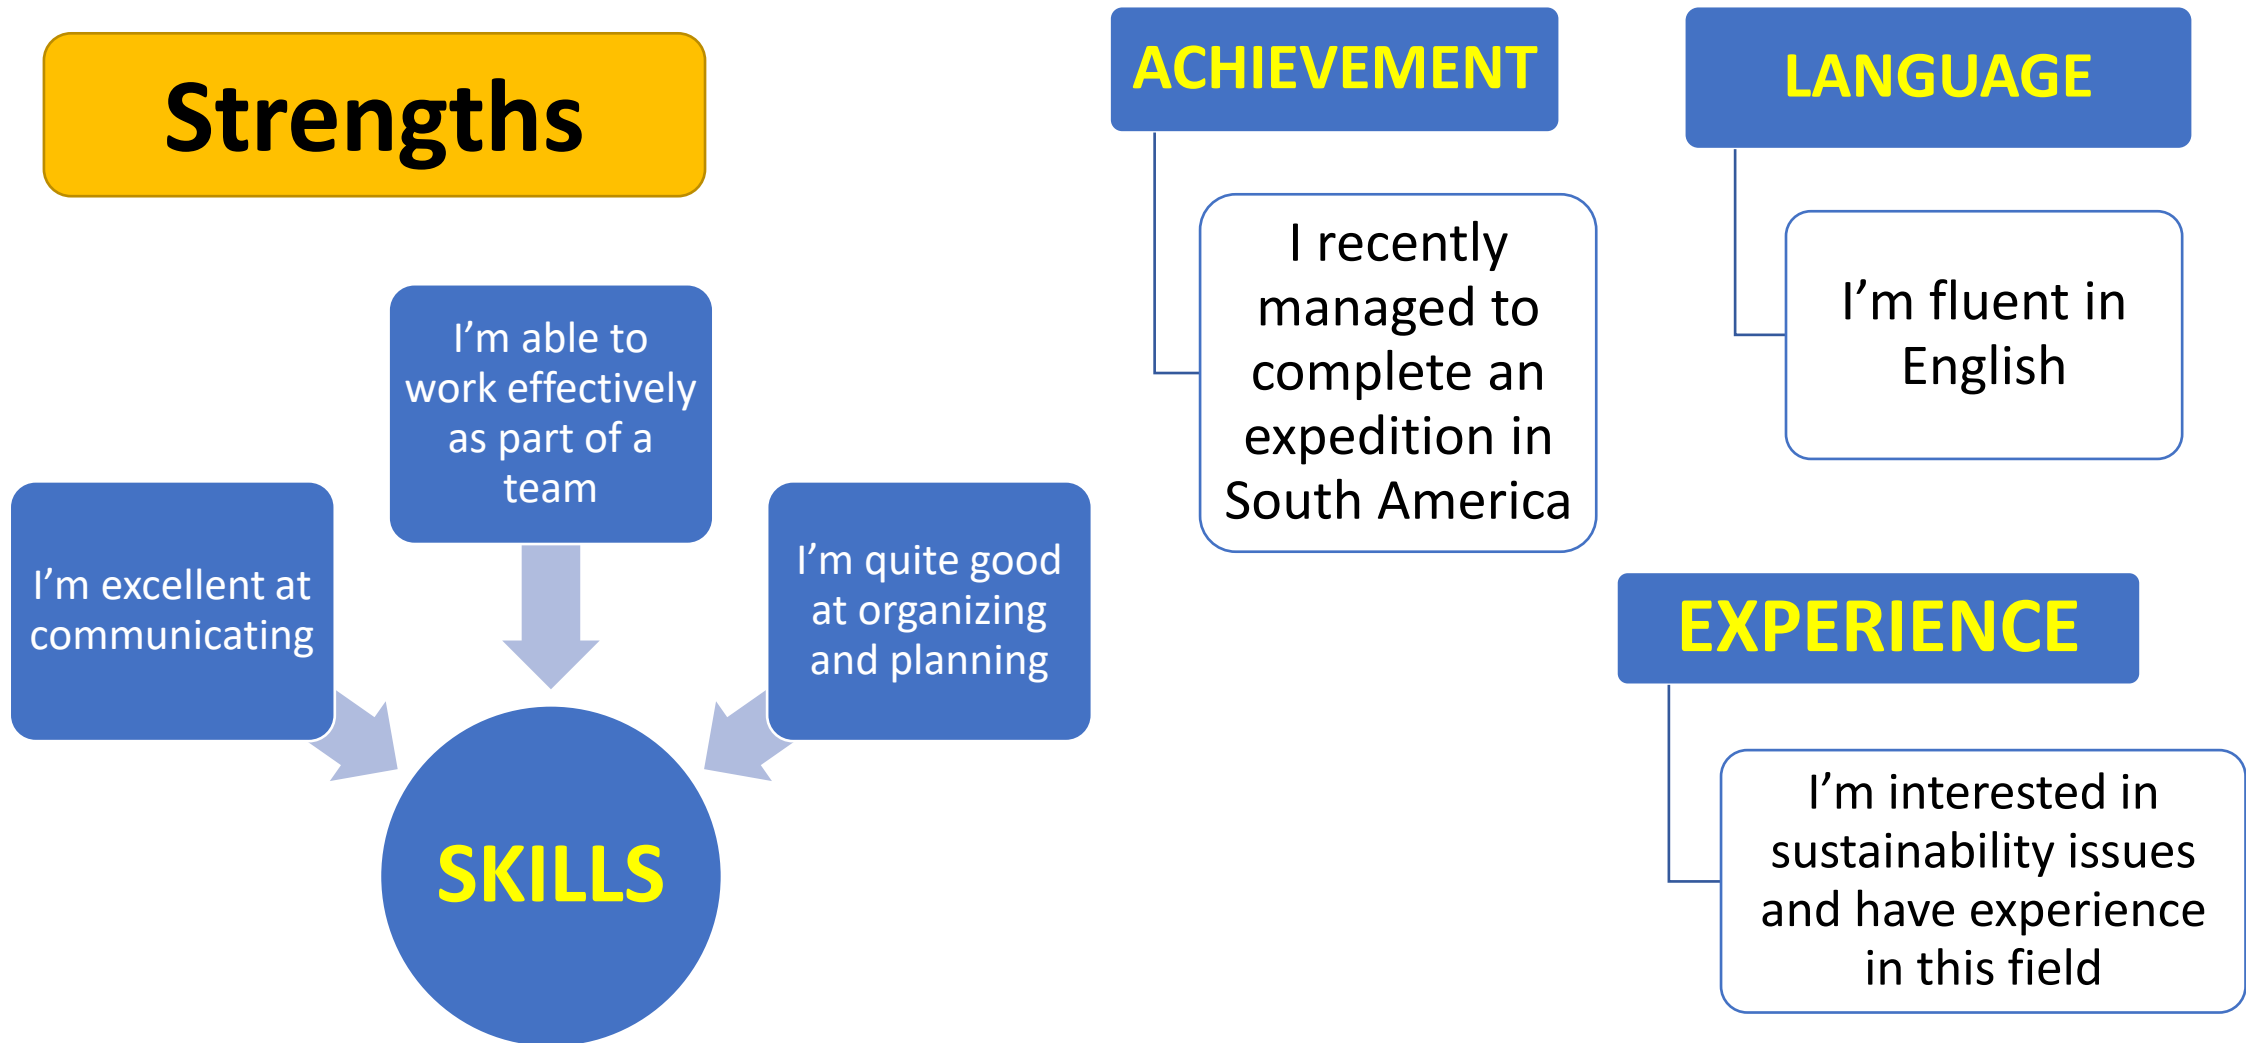 Strengths
I’m able to
work effectively
as part of a
team
I’m excellent at
communicating
I’m quite good
at organizing
and planning
SKILLS
ACHIEVEMENT
I recently
managed to
complete an
expedition in
South America
LANGUAGE
I’m fluent in
English
EXPERIENCE
I’m interested in
sustainability issues
and have experience
in this field